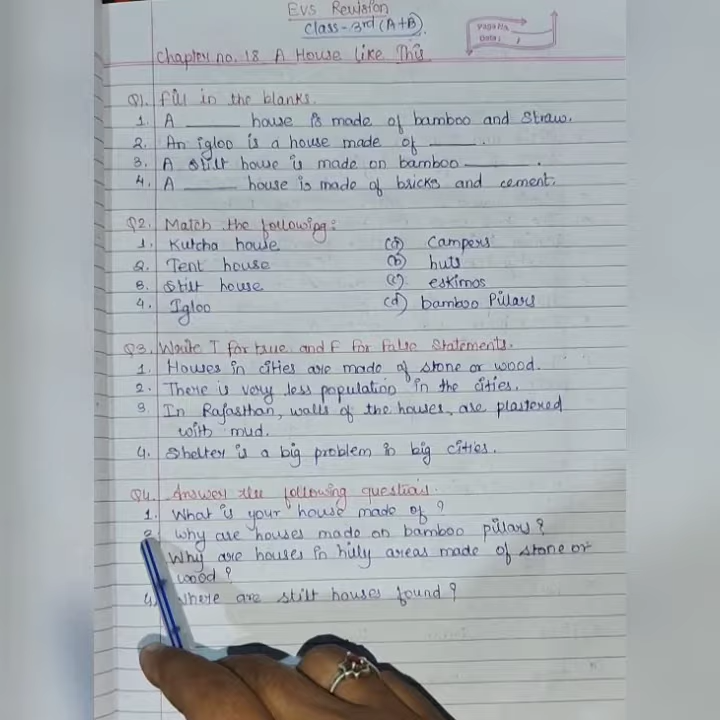 EVS Revision
Class-3rd (A+B)
Page No.
Date: /
Chapter no. 18 A House Like This
Q1. Fill in the blanks.
1. A ______ house is made of bamboo and straw.
2. An igloo is a house made of ______.
3. A stilt house is made on bamboo ______.
4. A ______ house is made of bricks and cement.
Q2. Match the following:
1. Kutcha house (a) Campers
2. Tent house (b) huts
3. Stilt house (c) eskimos
4. Igloo (d) bamboo Pillars
Q3. Write T for true and F for False Statements.
1. Houses in cities are made of stone or wood.
2. There is very less population in the cities.
3. In Rajasthan, walls of the houses, are plastered
with mud.
4. Shelter is a big problem in big cities.
Q4. Answer the following questions.
1. What is your house made of?
2. why are houses made on bamboo pillars?
Why are houses in hilly areas made of stone or
wood?
4. where are stilt houses found?